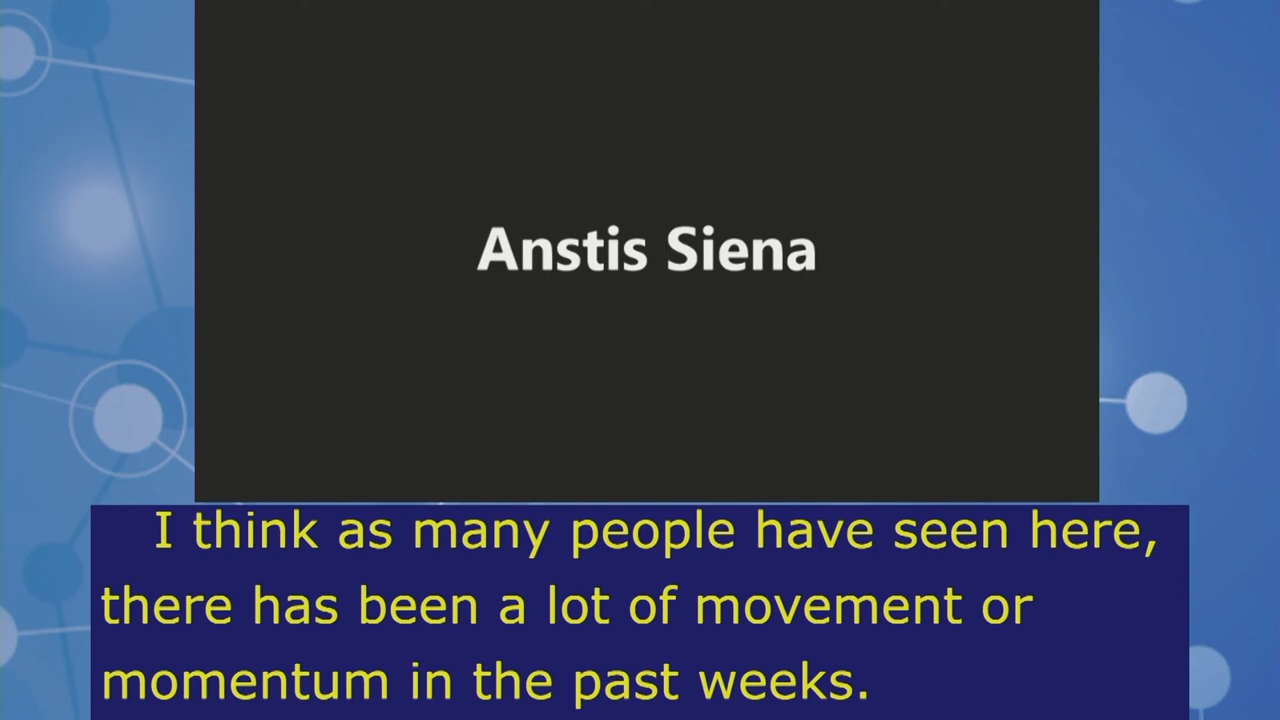 Anstis Siena
I think as many people have seen here,
there has been a lot of movement or
momentum in the past weeks.